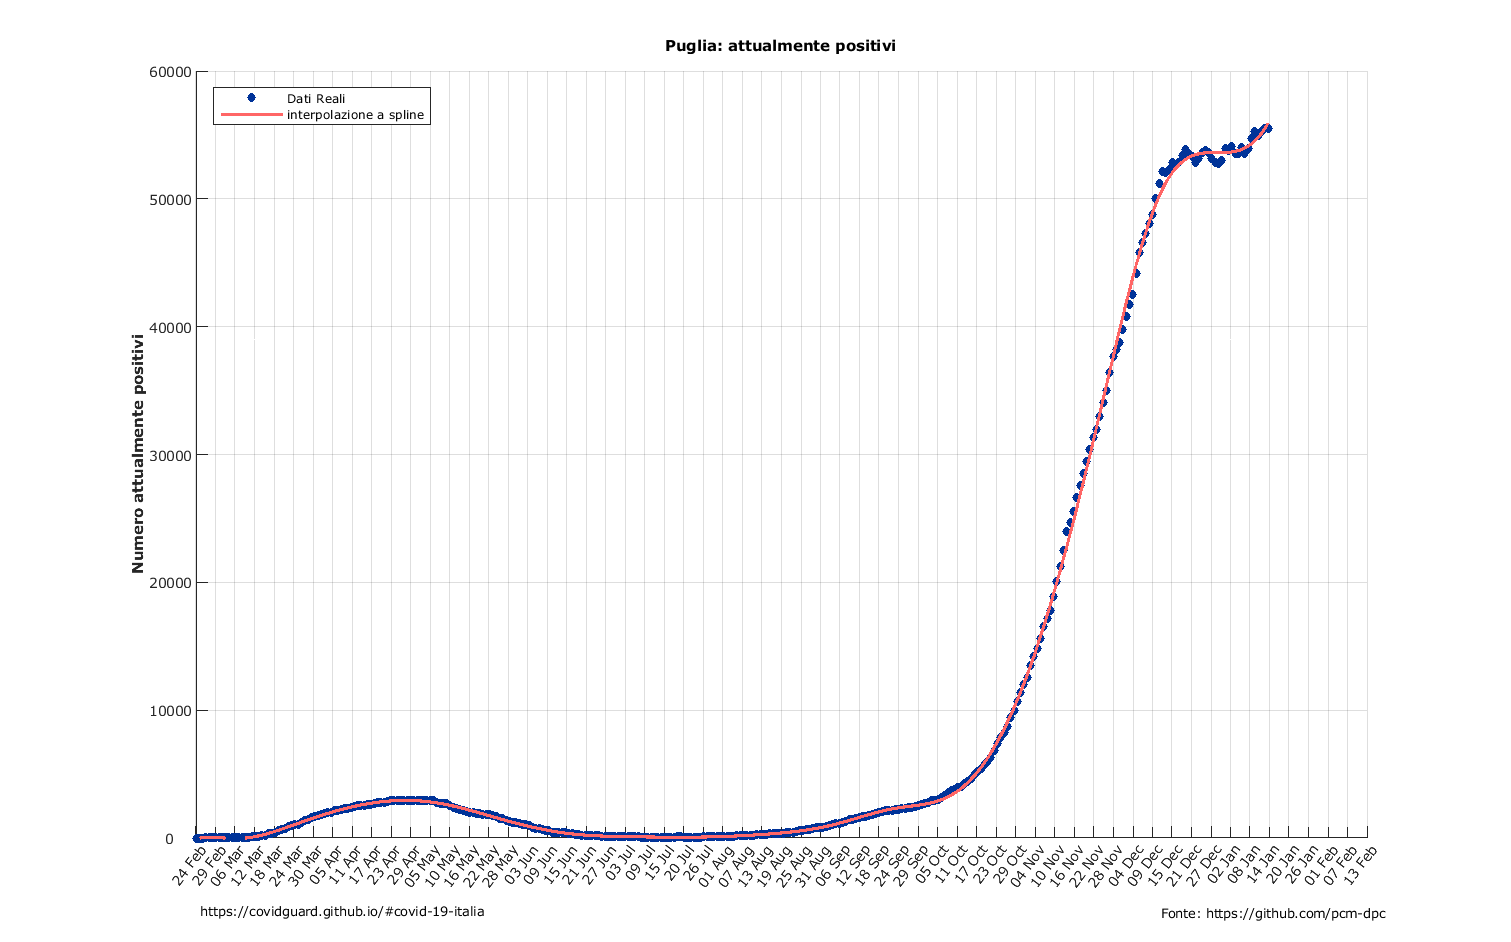 Puglia: attualmente positivi
60000
50000
40000
30000
20000
10000
0
Numero attualmente positivi
Dati Reali
interpolazione a spline
24 Feb
29 Feb
06 Mar
12 Mar
18 Mar
24 Mar
30 Mar
05 Apr
11 Apr
17 Apr
23 Apr
29 Apr
05 May
10 May
16 May
22 May
28 May
03 Jun
09 Jun
15 Jun
21 Jun
27 Jun
03 Jul
09 Jul
15 Jul
20 Jul
26 Jul
01 Aug
07 Aug
13 Aug
19 Aug
25 Aug
31 Aug
06 Sep
12 Sep
18 Sep
24 Sep
29 Sep
05 Oct
11 Oct
17 Oct
23 Oct
29 Oct
04 Nov
10 Nov
16 Nov
22 Nov
28 Nov
04 Dec
09 Dec
15 Dec
21 Dec
27 Dec
02 Jan
08 Jan
14 Jan
20 Jan
26 Jan
01 Feb
07 Feb
13 Feb
https://covidguard.github.io/#covid-19-italia
Fonte: https://github.com/pcm-dpc